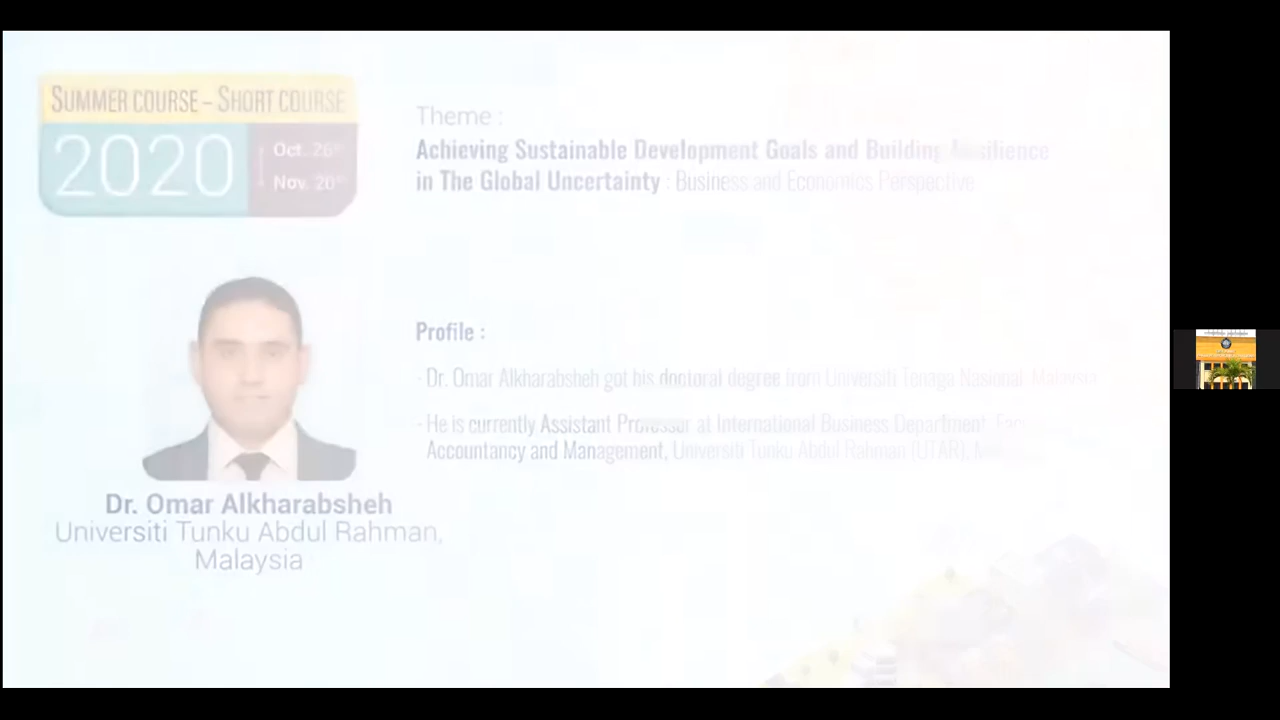 SUMMER COURSE – SHORT COURSE
2020
Oct. 26th
Nov. 20th
Theme :
Achieving Sustainable Development Goals and Building Resilience
in The Global Uncertainty : Business and Economics Perspective
Dr. Omar Alkharabsheh
Universiti Tunku Abdul Rahman,
Malaysia
Profile :
· Dr. Omar Alkharabsheh got his doctoral degree from Universiti Tenaga Nasional, Malaysia
· He is currently Assistant Professor at International Business Department,
Accountancy and Management, Universiti Tunku Abdul Rahman (UTAR),